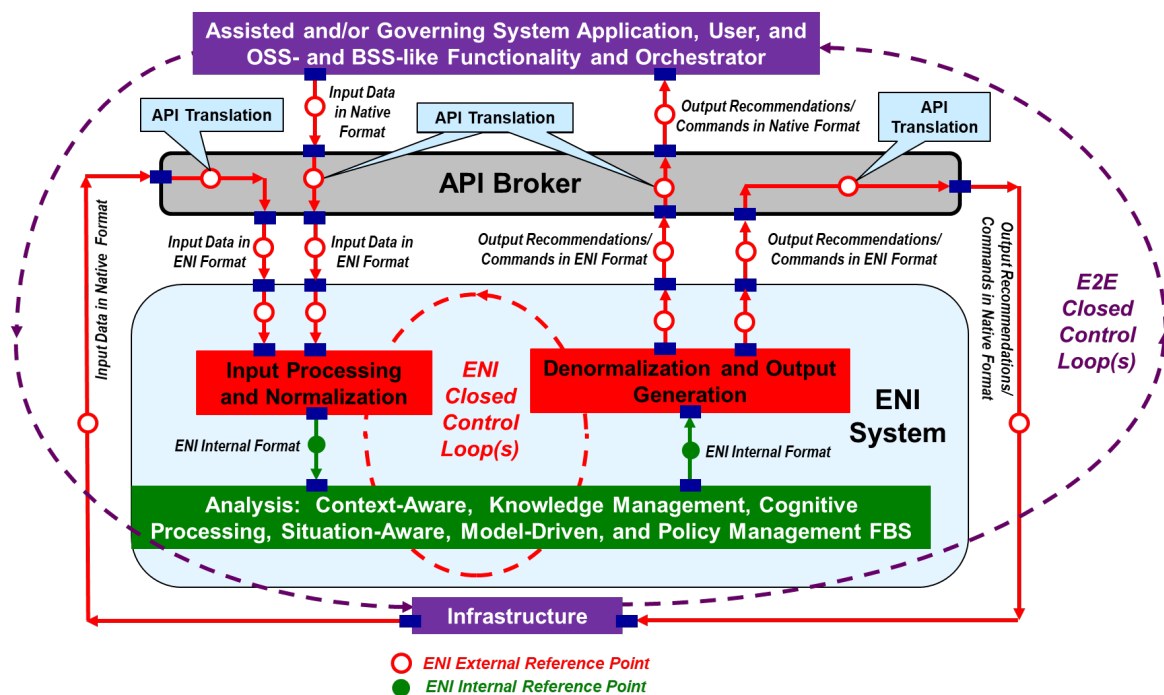 Assisted and/or Governing System Application, User, and
OSS- and BSS-like Functionality and Orchestrator
Input Data
in Native
Format
Output Recommendations/
Commands in Native Format
API Translation
API Translation
API
Translation
API Broker
Input Data in
ENI Format
Input Data in
ENI Format
Output Recommendations/
Commands in ENI Format
Output Recommendations/
Commands in ENI Format
Input Data in Native Format
Output Recommendations/
Commands in Native Format
E2E
Closed
Control
Loop(s)
Input Processing
and Normalization
ENI
Closed
Control
Loop(s)
Denormalization and Output
Generation
ENI
System
ENI Internal Format
ENI Internal Format
Analysis: Context-Aware, Knowledge Management, Cognitive
Processing, Situation-Aware, Model-Driven, and Policy Management FBS
Infrastructure
ENI External Reference Point
ENI Internal Reference Point